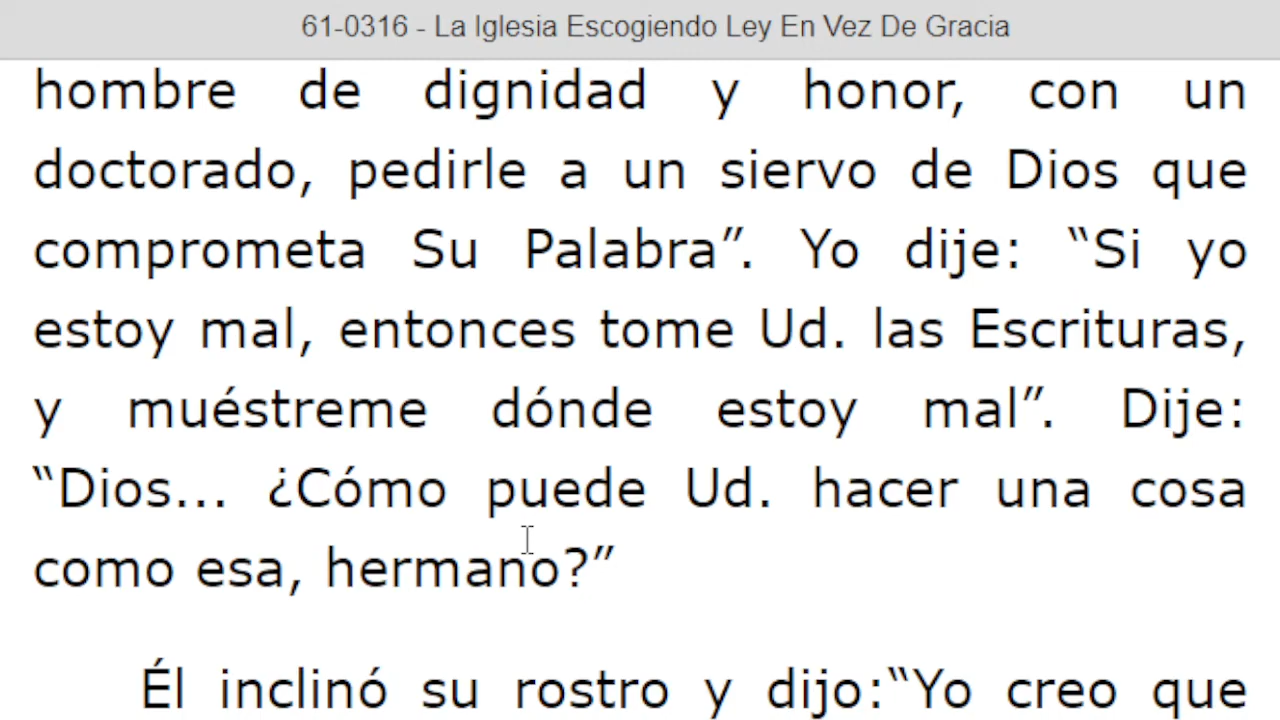 61-0316 - La Iglesia Escogiendo Ley En Vez De Gracia
hombre de dignidad y honor, con un
doctorado, pedirle a un siervo de Dios que
comprometa Su Palabra”. Yo dije: “Si yo
estoy mal, entonces tome Ud. las Escrituras,
y muéstreme dónde estoy mal”. Dije:
“Dios... ¿Cómo puede Ud. hacer una cosa
como esa, hermano?”
Él inclinó su rostro y dijo:“Yo creo que